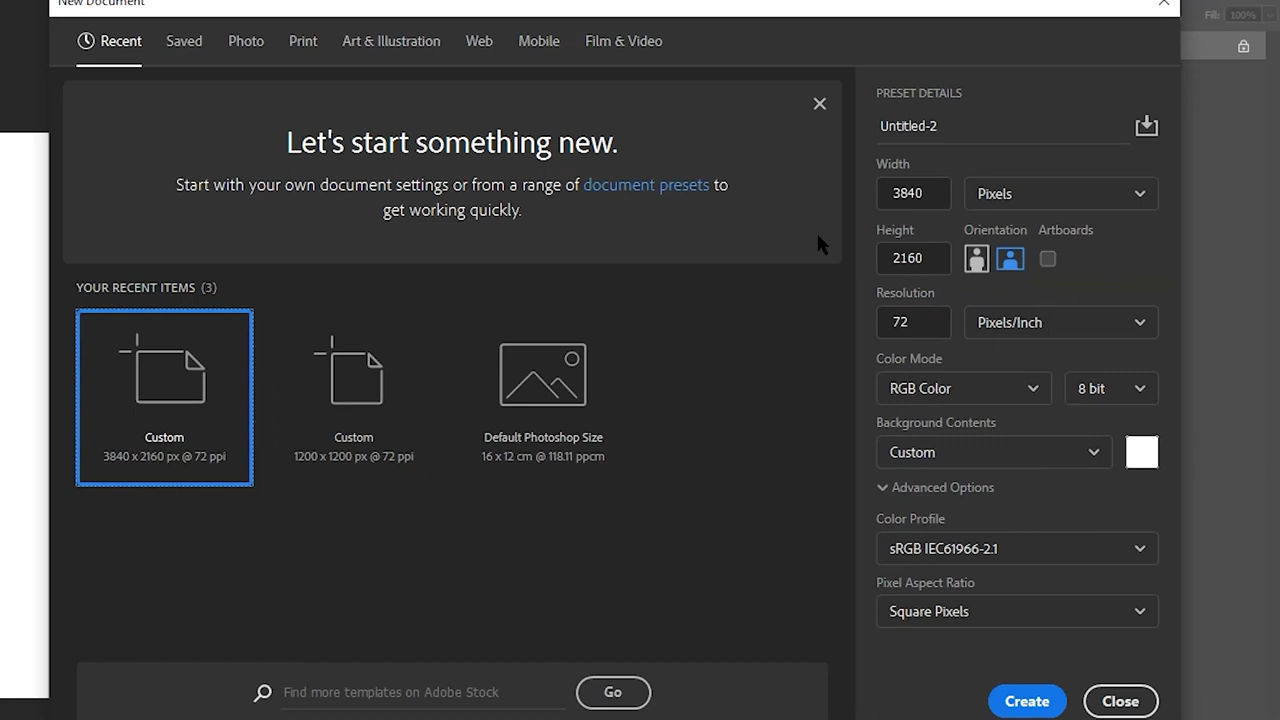 New Document
Fill: 100%
Recent
Saved
Photo
Print
Art & Illustration
Web
Mobile
Film & Video
Let's start something new.
Start with your own document settings or from a range of document presets to
get working quickly.
YOUR RECENT ITEMS (3)
Custom
3840 x 2160 px @ 72 ppi
Custom
1200 x 1200 px @ 72 ppi
Default Photoshop Size
16 x 12 cm @ 118.11 ppcm
Find more templates on Adobe Stock
Go
PRESET DETAILS
Untitled-2
Width
3840
Pixels
Height
Orientation
Artboards
2160
Resolution
72
Pixels/Inch
Color Mode
RGB Color
8 bit
Background Contents
Custom
Advanced Options
Color Profile
sRGB IEC61966-2.1
Pixel Aspect Ratio
Square Pixels
Create
Close